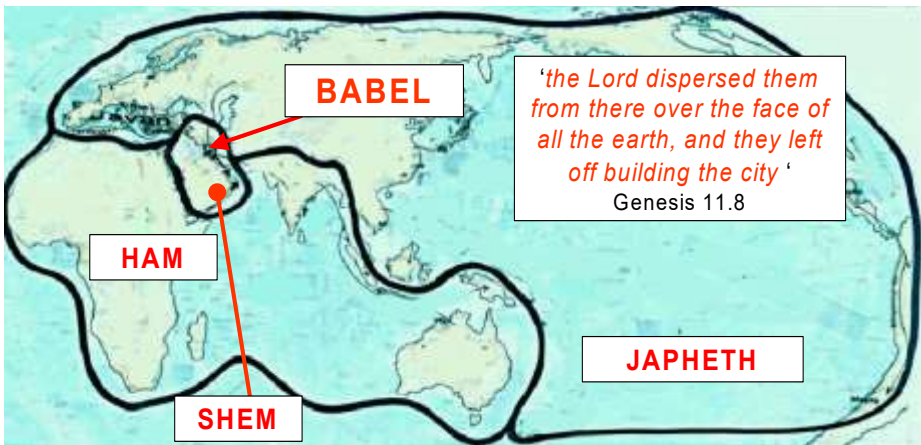 BABEL
‘the Lord dispersed them
from there over the face of
all the earth, and they left
off building the city ‘
Genesis 11.8
HAM
JAPHETH
SHEM